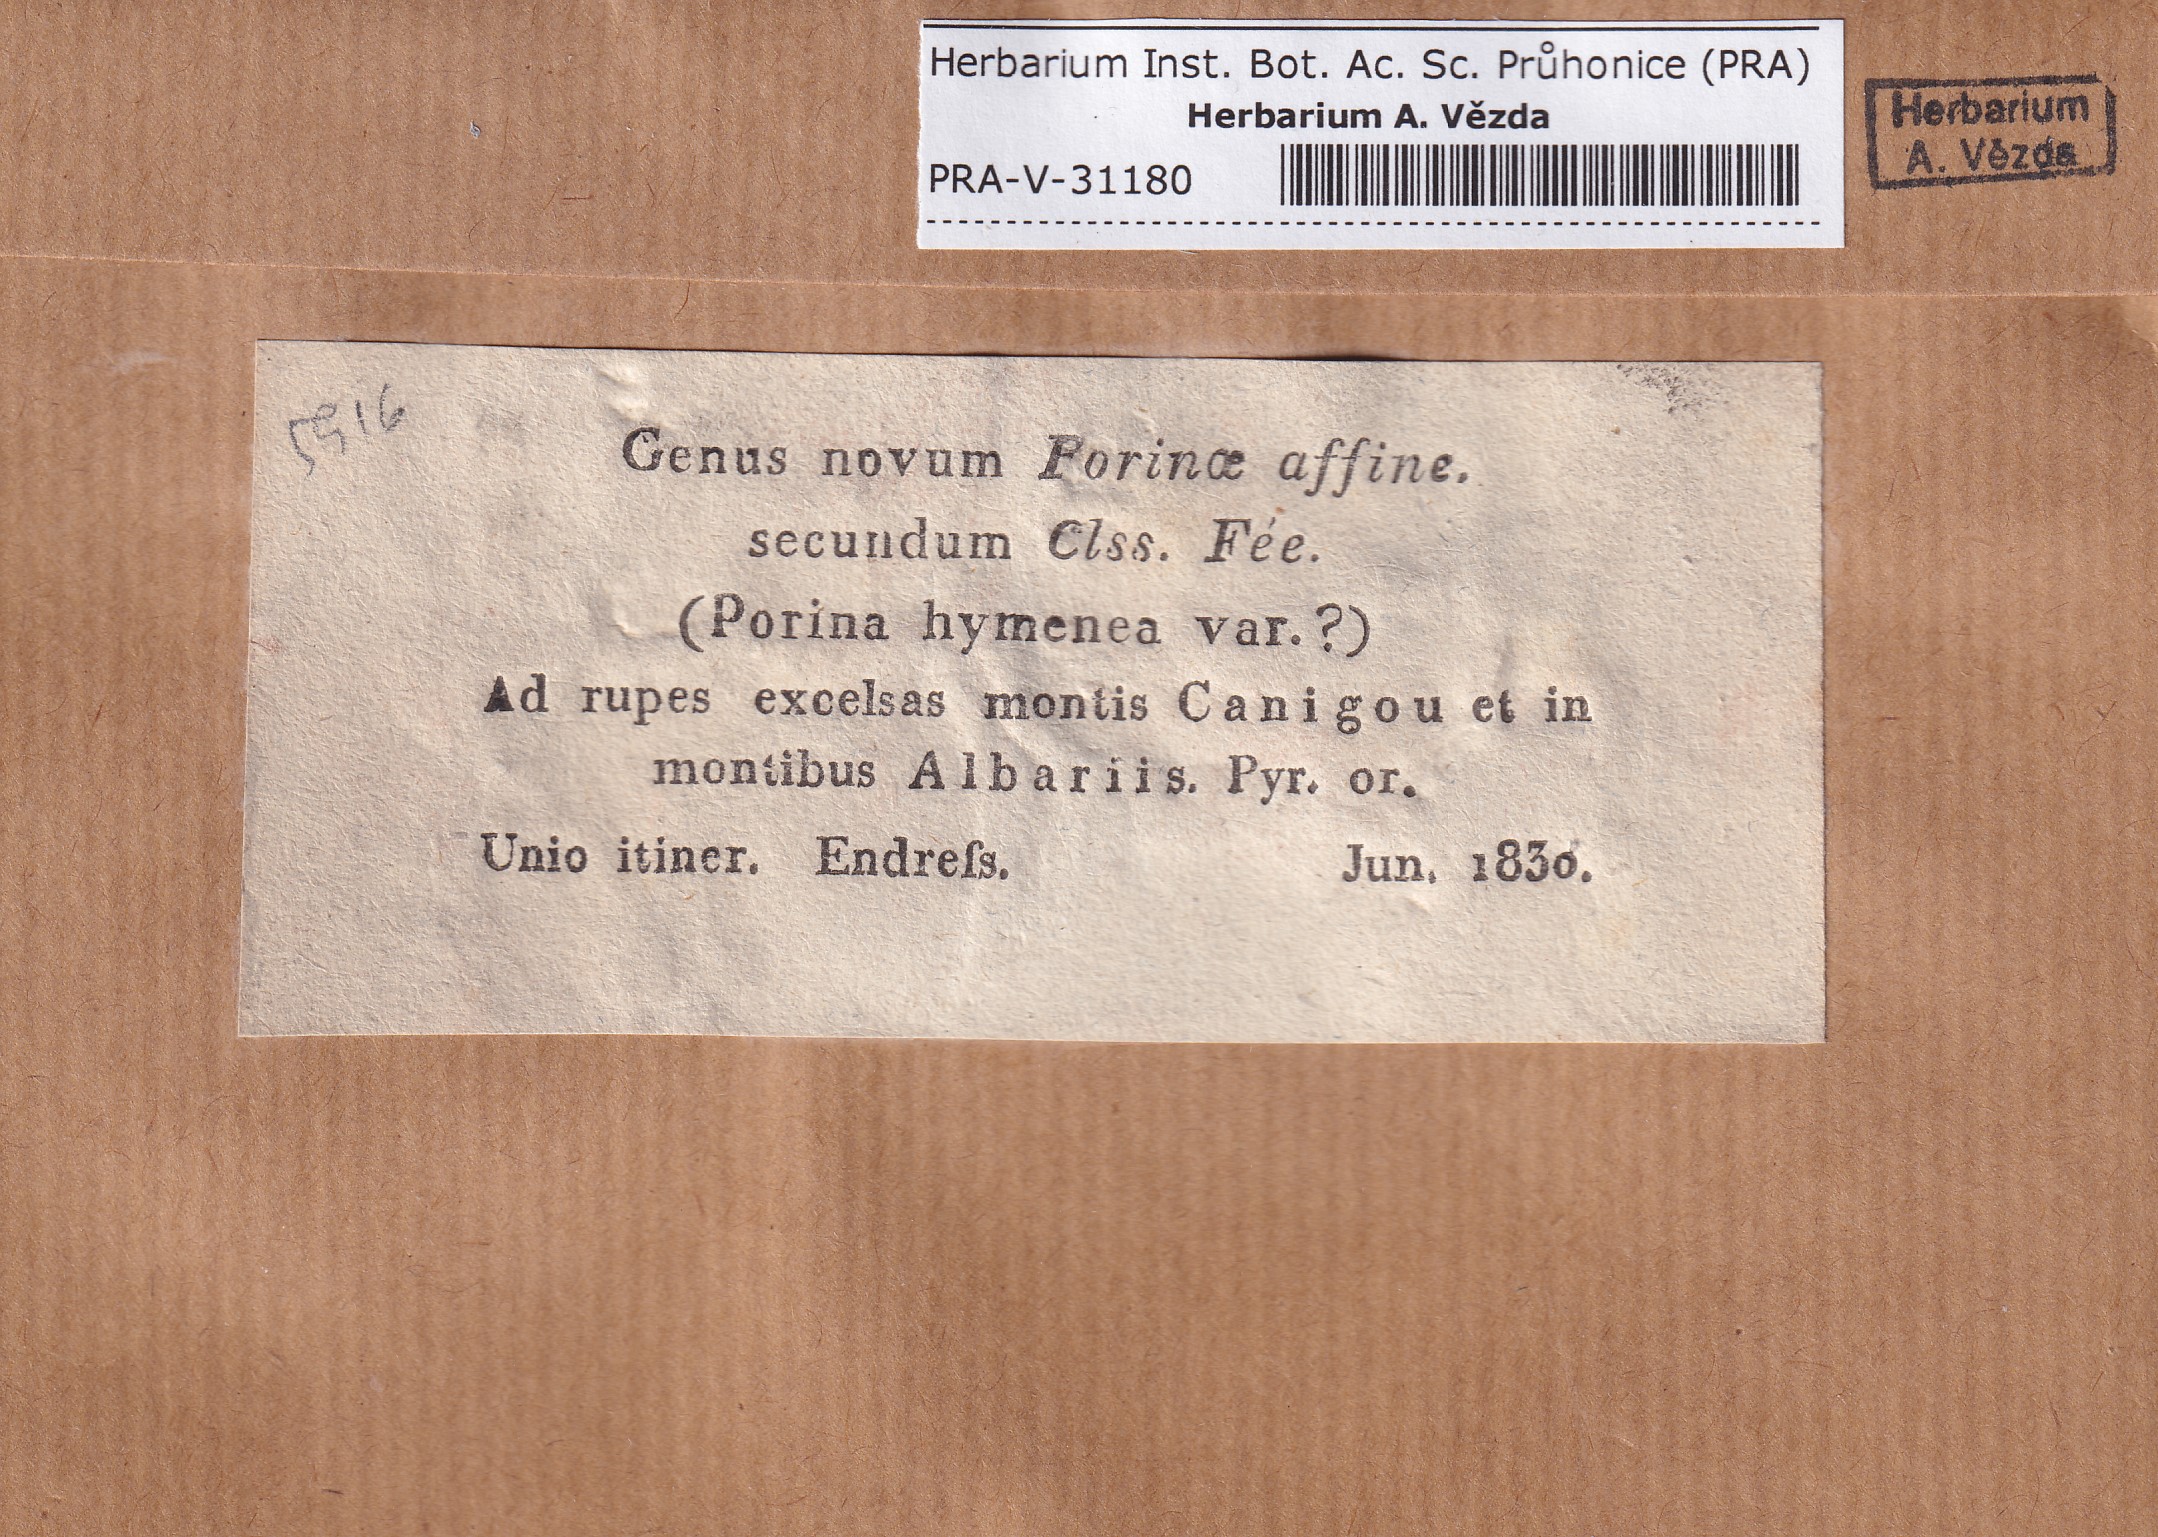 Herbarium Inst. Bot. Ac. Sc. Průhonice (PRA)
Herbarium A. Vězda
PRA-V-31180
Herbarium
A. Vězda
5916
Genus novum Porinæ affine.
secundum Clss. Fée.
(Porina hymenea var.?)
Ad rupes excelsas montis Canigou et in
montibus Albariis. Pyr. or.
Unio itiner. Endreſs. Jun. 1830.